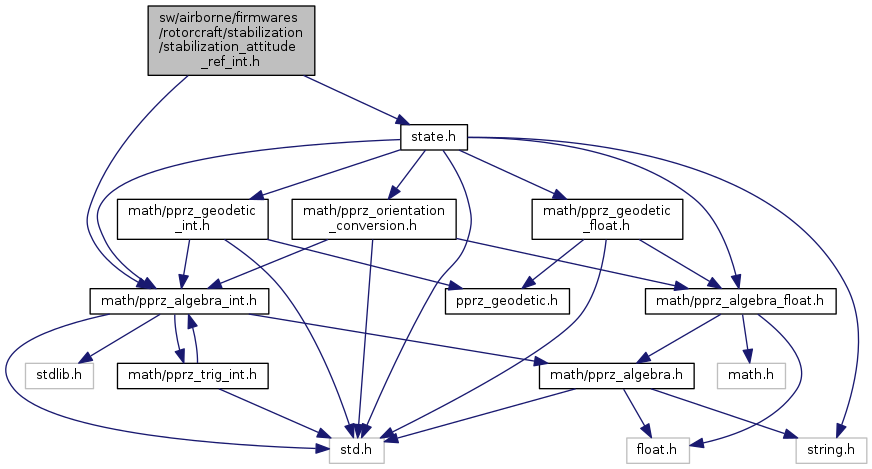 sw/airborne/firmwares
/rotorcraft/stabilization
/stabilization_attitude
_ref_int.h
state.h
math/pprz_geodetic
_int.h
math/pprz_orientation
_conversion.h
math/pprz_geodetic
_float.h
math/pprz_algebra_int.h
pprz_geodetic.h
math/pprz_algebra_float.h
stdlib.h
math/pprz_trig_int.h
math/pprz_algebra.h
math.h
std.h
float.h
string.h